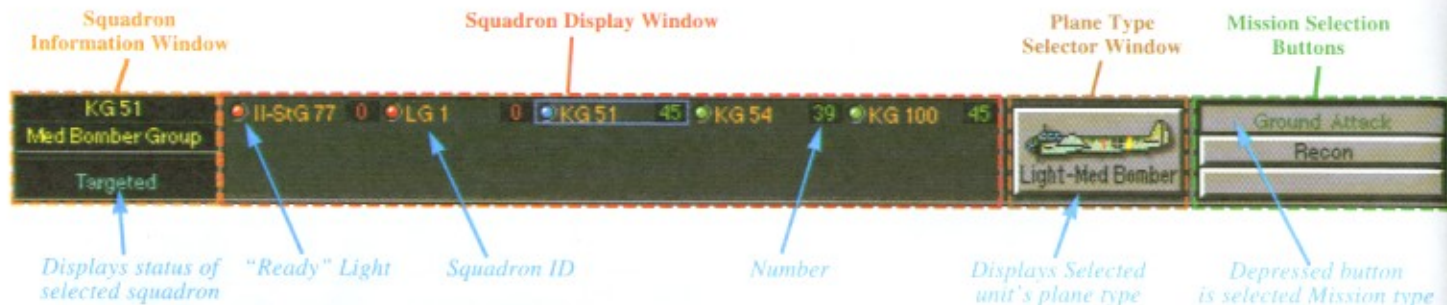 Squadron
Information Window
Squadron Display Window
Plane Type
Selector Window
Mission Selection
Buttons
KG 51
Med Bomber Group
Targeted
II-StG 77 0 LG 1 0 KG 51 45 KG 54 39 KG 100 45
Light-Med Bomber
Ground Attack
Recon
Displays status of
selected squadron
"Ready" Light
Squadron ID
Number
Displays Selected
unit's plane type
Depressed button
is selected Mission type